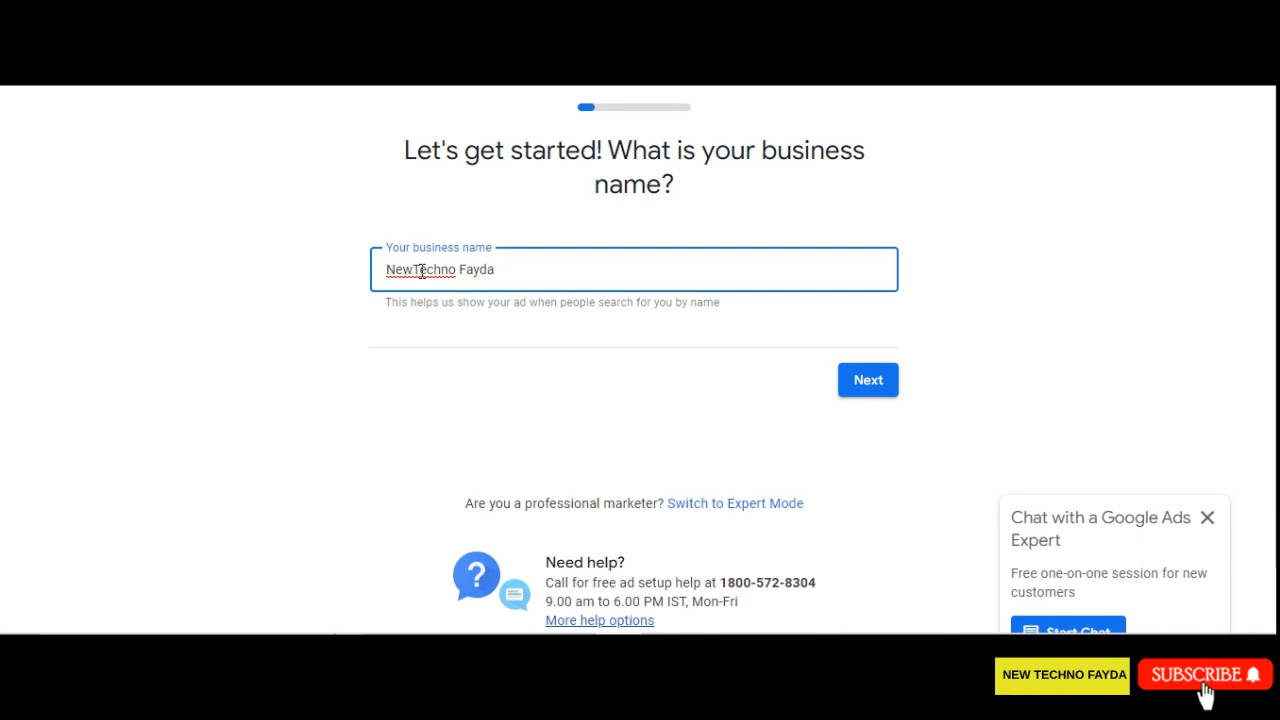 Let's get started! What is your business
name?
Your business name
NewTechno Fayda
This helps us show your ad when people search for you by name
Next
Are you a professional marketer? Switch to Expert Mode
Need help?
Call for free ad setup help at 1800-572-8304
9.00 am to 6.00 PM IST, Mon-Fri
More help options
Chat with a Google Ads
Expert
Free one-on-one session for new
customers
Start Chat
NEW TECHNO FAYDA
SUBSCRIBE